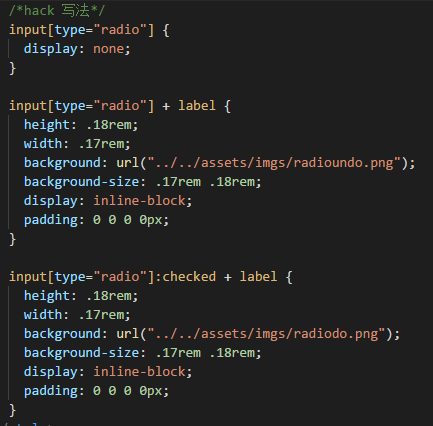 /*hack 写法*/
input[type="radio"] {
  display: none;
}

input[type="radio"] + label {
  height: .18rem;
  width: .17rem;
  background: url("../../assets/imgs/radioundo.png");
  background-size: .17rem .18rem;
  display: inline-block;
  padding: 0 0 0 0px;
}

input[type="radio"]:checked + label {
  height: .18rem;
  width: .17rem;
  background: url("../../assets/imgs/radiodo.png");
  background-size: .17rem .18rem;
  display: inline-block;
  padding: 0 0 0 0px;
}